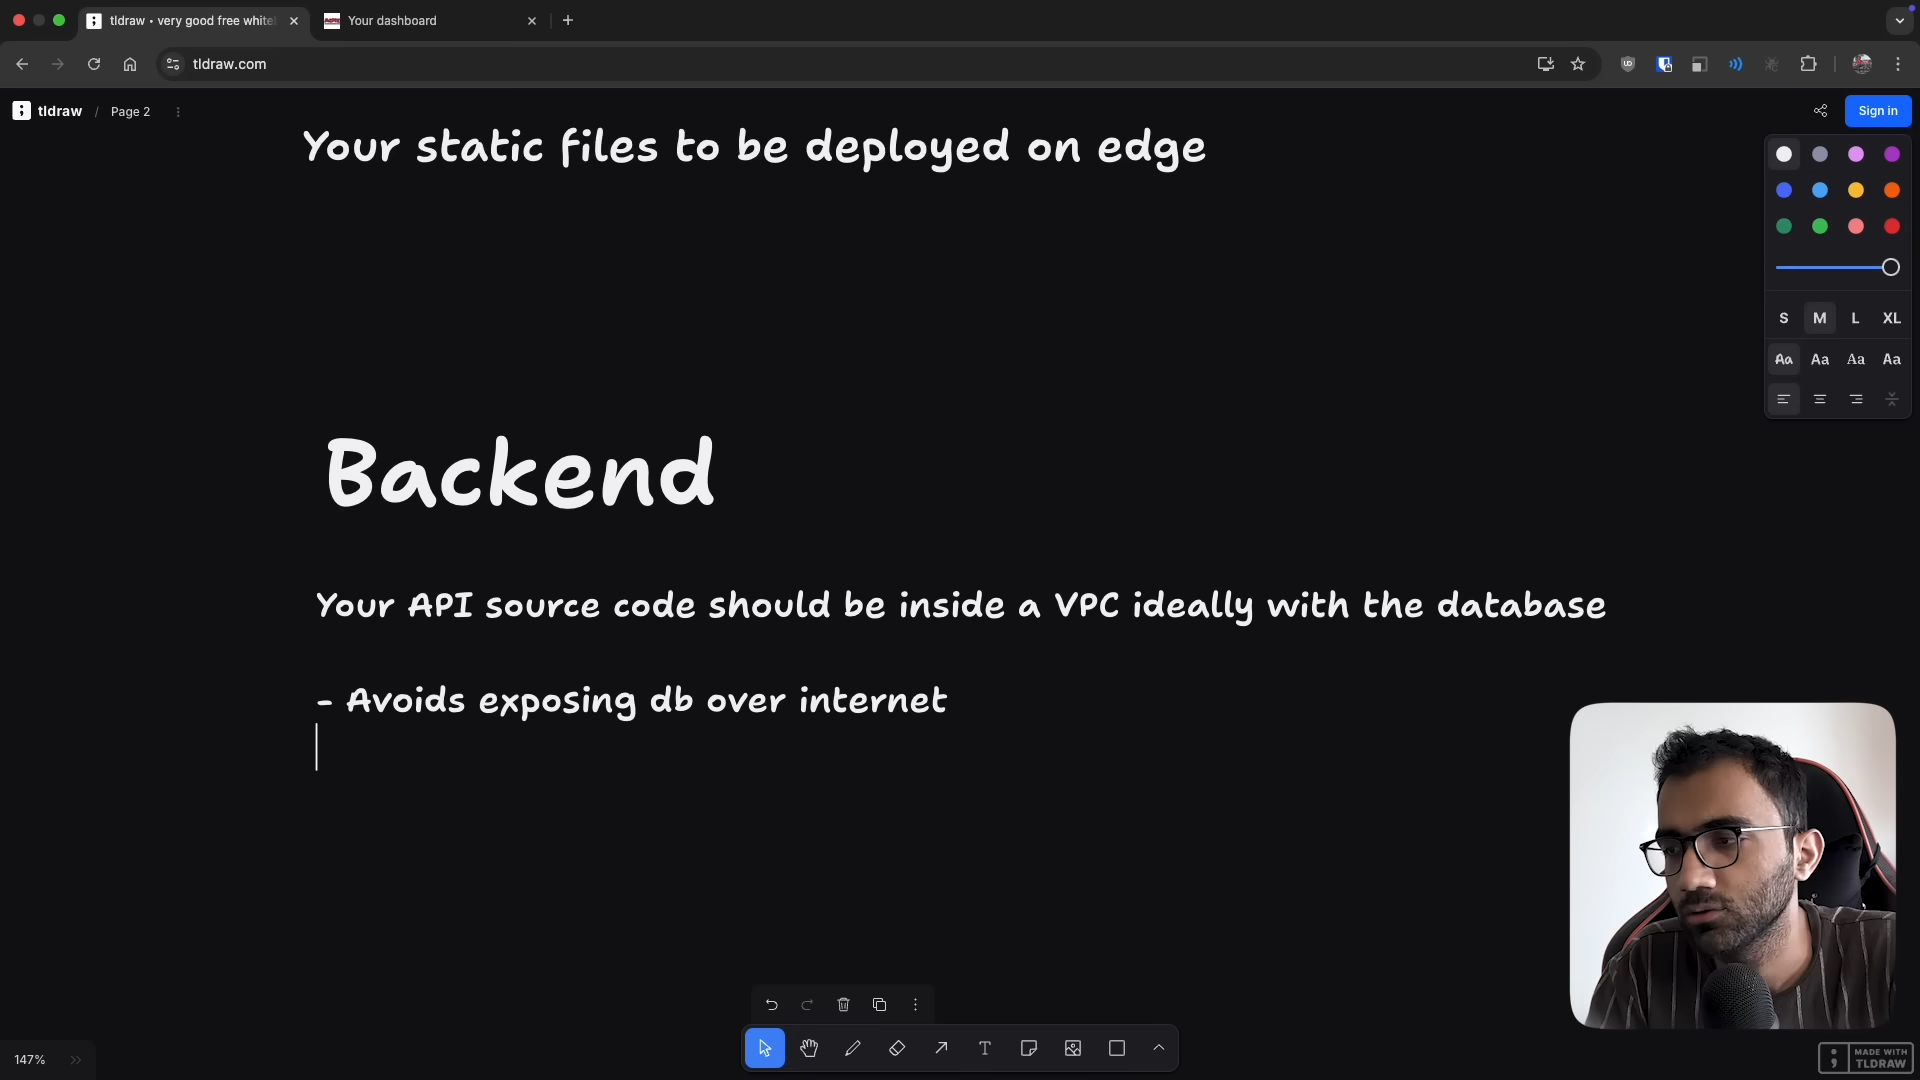 tldraw • very good free white
Your dashboard
tldraw.com
tldraw / Page 2
Sign in
Your static files to be deployed on edge
S M L XL
Aa Aa Aa Aa
Backend
Your API source code should be inside a VPC ideally with the database
- Avoids exposing db over internet
147%
MADE WITH
TLDRAW